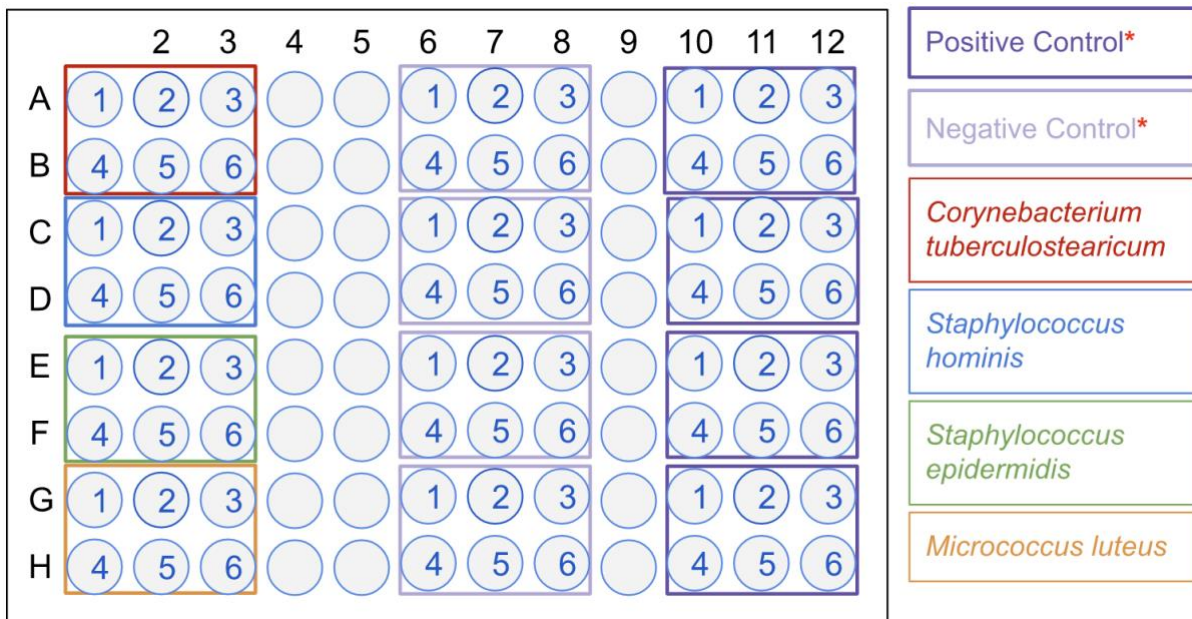 2 3 4 5 6 7 8 9 10 11 12
A 1 2 3 1 2 3 1 2 3
B 4 5 6 4 5 6 4 5 6
C 1 2 3 1 2 3 1 2 3
D 4 5 6 4 5 6 4 5 6
E 1 2 3 1 2 3 1 2 3
F 4 5 6 4 5 6 4 5 6
G 1 2 3 1 2 3 1 2 3
H 4 5 6 4 5 6 4 5 6
Positive Control*
Negative Control*
Corynebacterium
tuberculostearicum
Staphylococcus
hominis
Staphylococcus
epidermidis
Micrococcus luteus